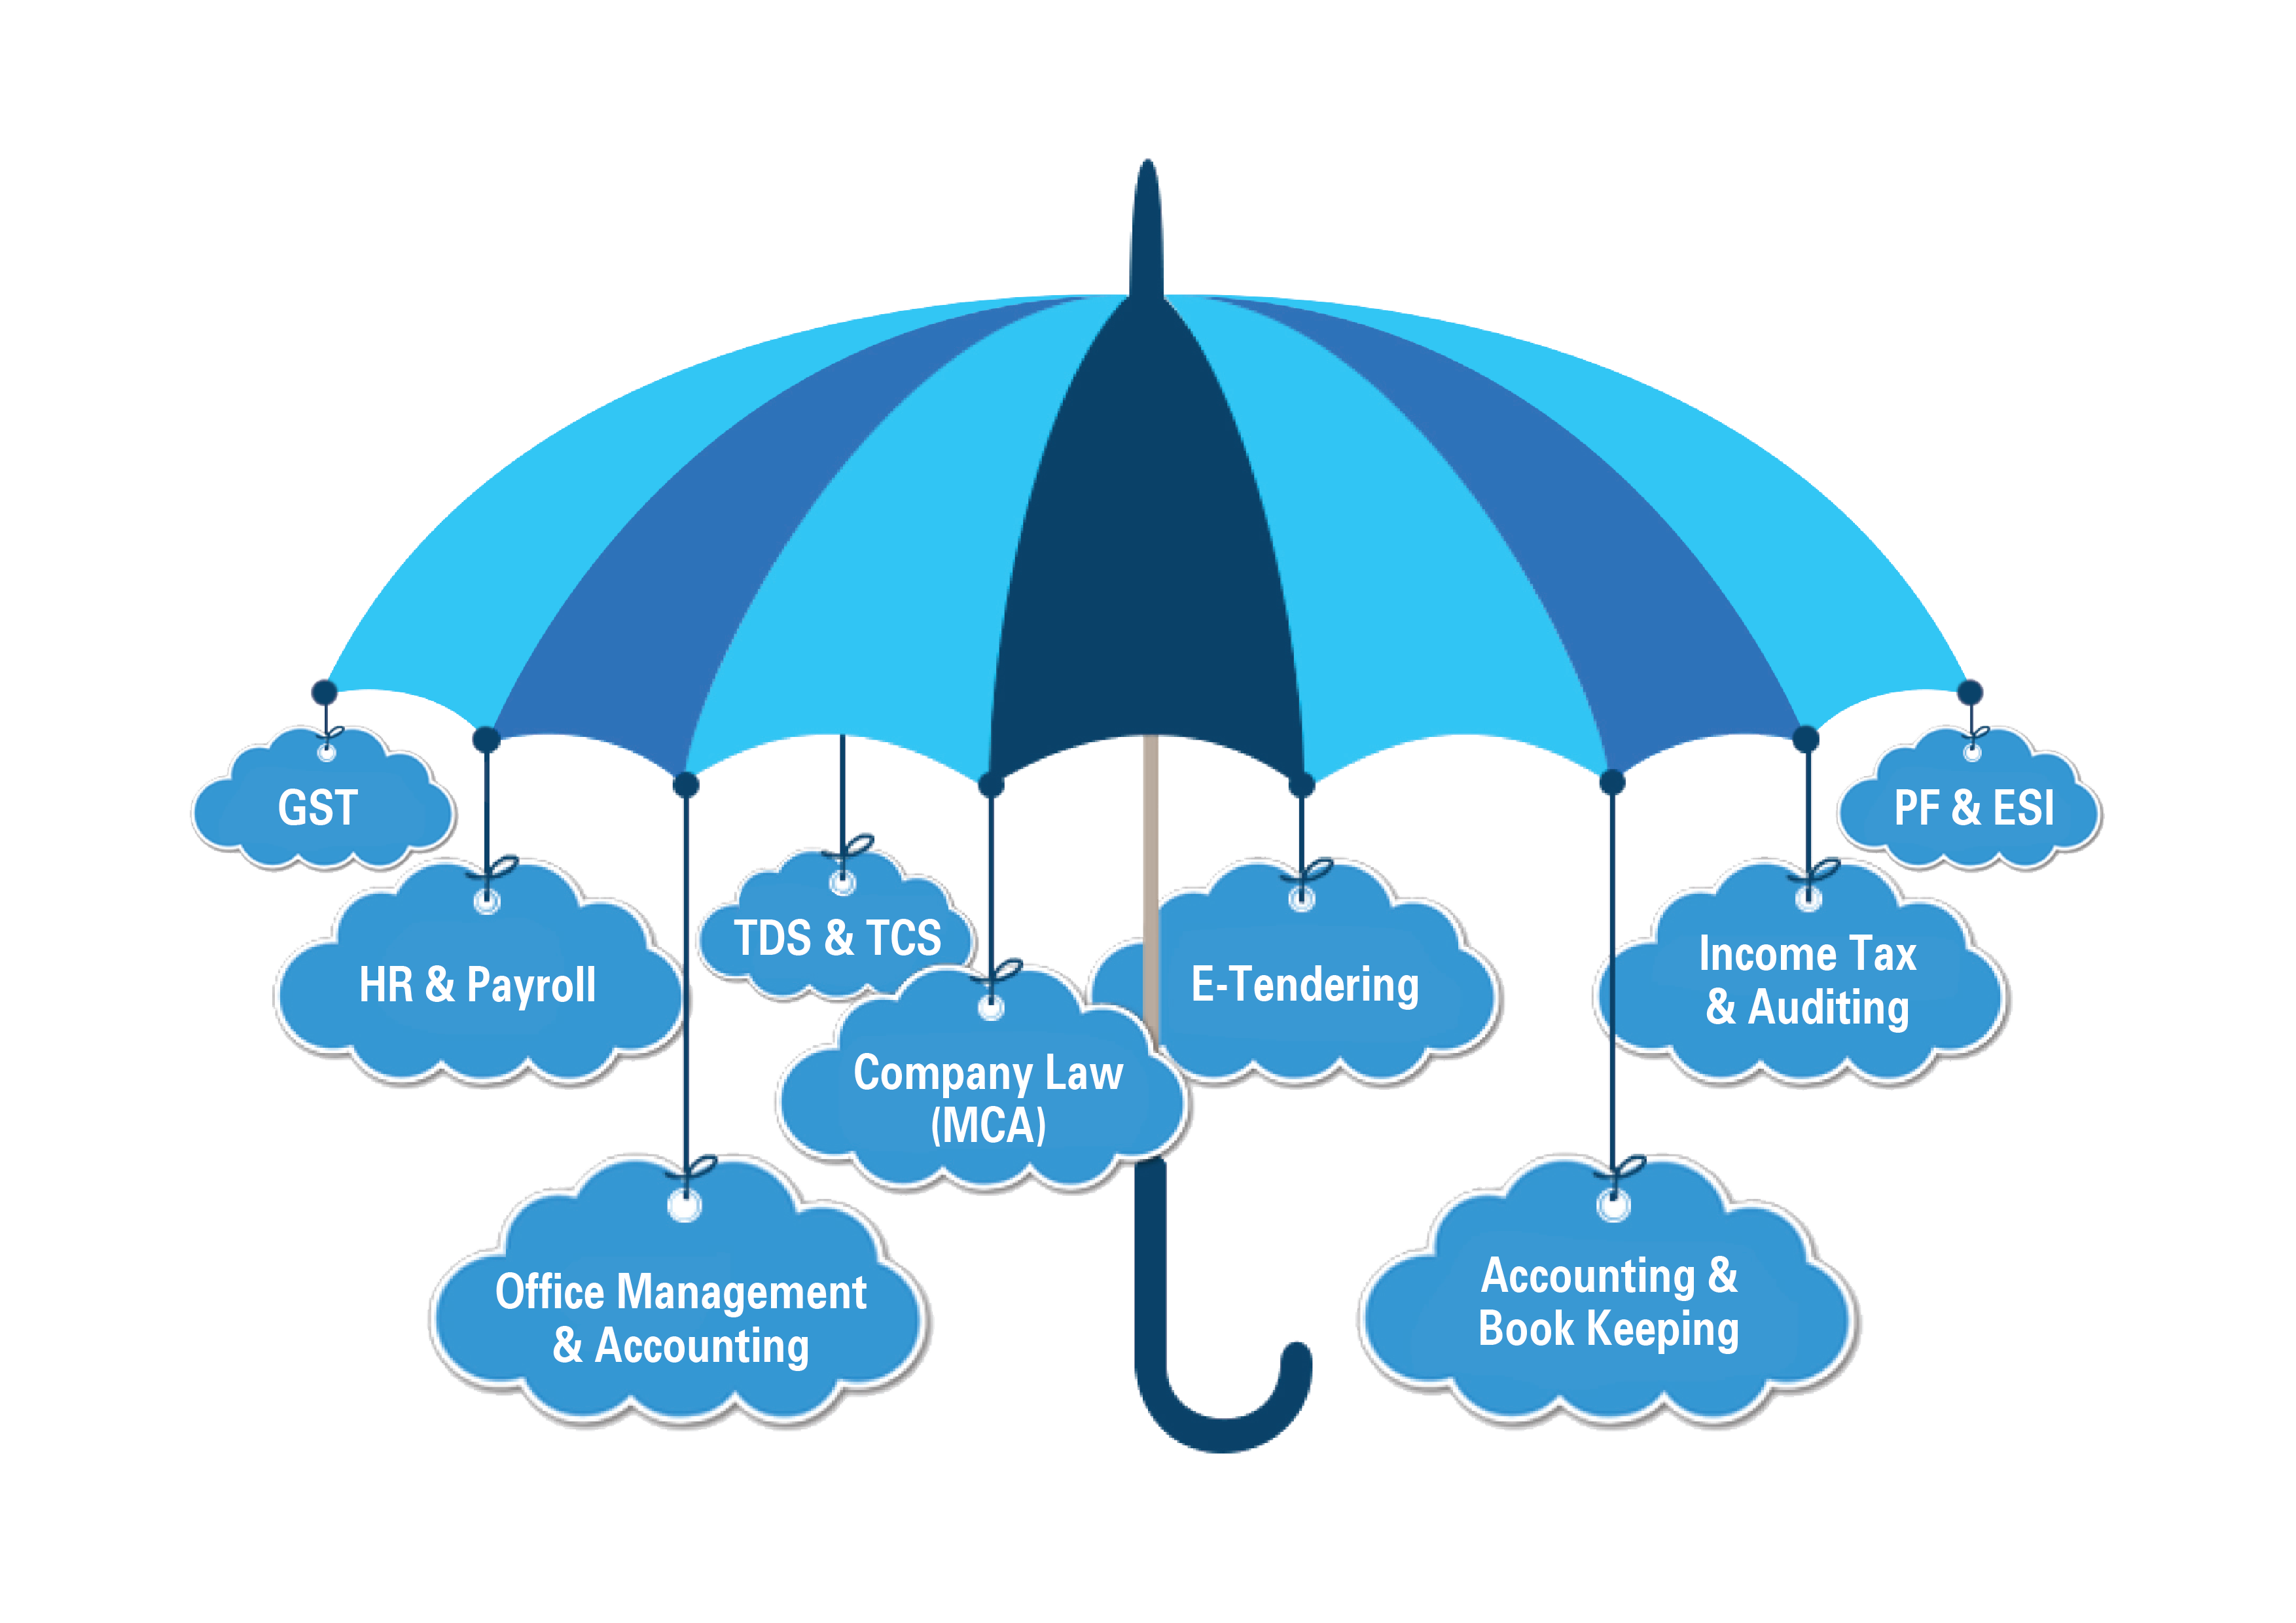 GST
PF & ESI
HR & Payroll
TDS & TCS
E-Tendering
Income Tax
& Auditing
Company Law
(MCA)
Office Management
& Accounting
Accounting &
Book Keeping